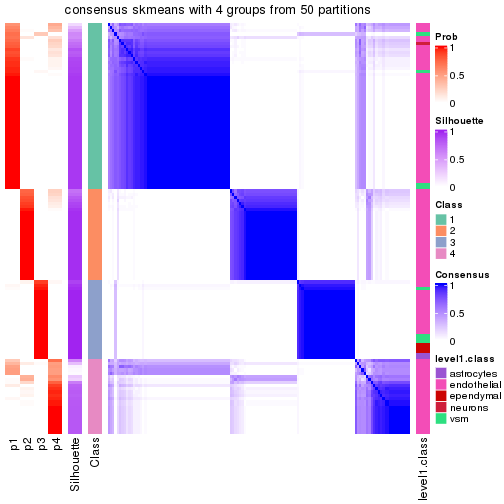 consensus skmeans with 4 groups from 50 partitions
Prob
1
0.5
0
Silhouette
1
0.5
0
Class
1
2
3
4
Consensus
1
0.5
0
level1.class
astrocytes
endothelial
ependymal
neurons
vsm
p1
p2
p3
p4
Silhouette
Class
level1.class